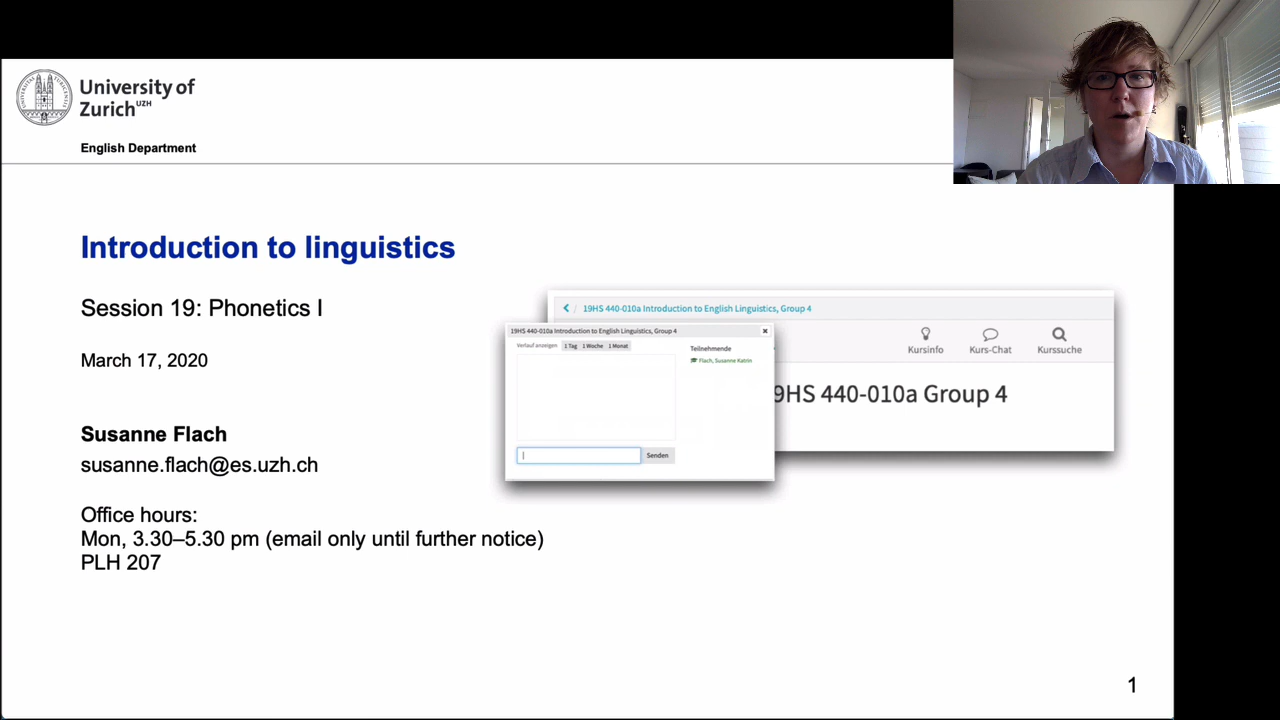 University of
Zurich UZH
English Department
Introduction to linguistics
Session 19: Phonetics I
March 17, 2020
Susanne Flach
susanne.flach@es.uzh.ch
Office hours:
Mon, 3.30–5.30 pm (email only until further notice)
PLH 207
19HS 440-010a Introduction to English Linguistics, Group 4
Kursinfo
Kurs-Chat
Kurssuche
9HS 440-010a Group 4
19HS 440-010a Introduction to English Linguistics, Group 4
Verlauf anzeigen 1 Tag 1 Woche 1 Monat
Teilnehmende
Flach, Susanne Katrin
Senden
1